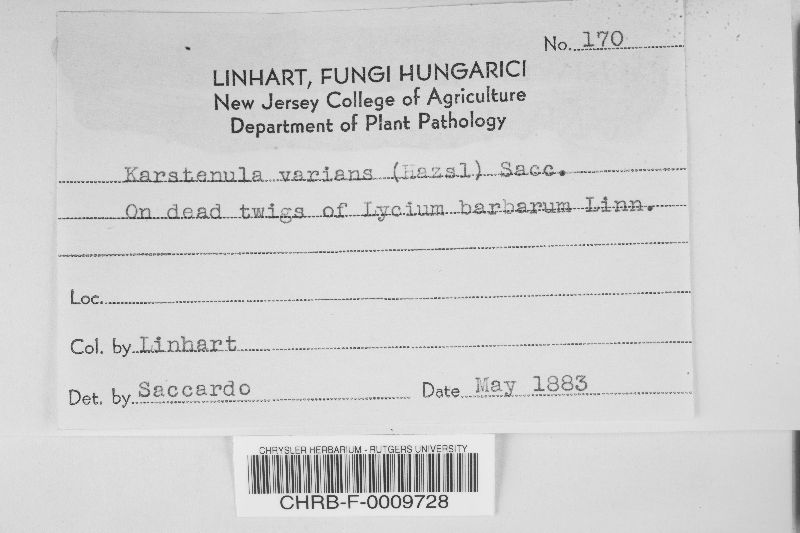 No. 170
LINHART, FUNGI HUNGARICI
New Jersey College of Agriculture
Department of Plant Pathology
Karstenula varians (Hazsl) Sacc.
On dead twigs of Lycium barbarum Linn.
Loc.
Col. by Linhart
Det. by Saccardo Date May 1883
CHRYSLER HERBARIUM - RUTGERS UNIVERSITY
CHRB-F-0009728